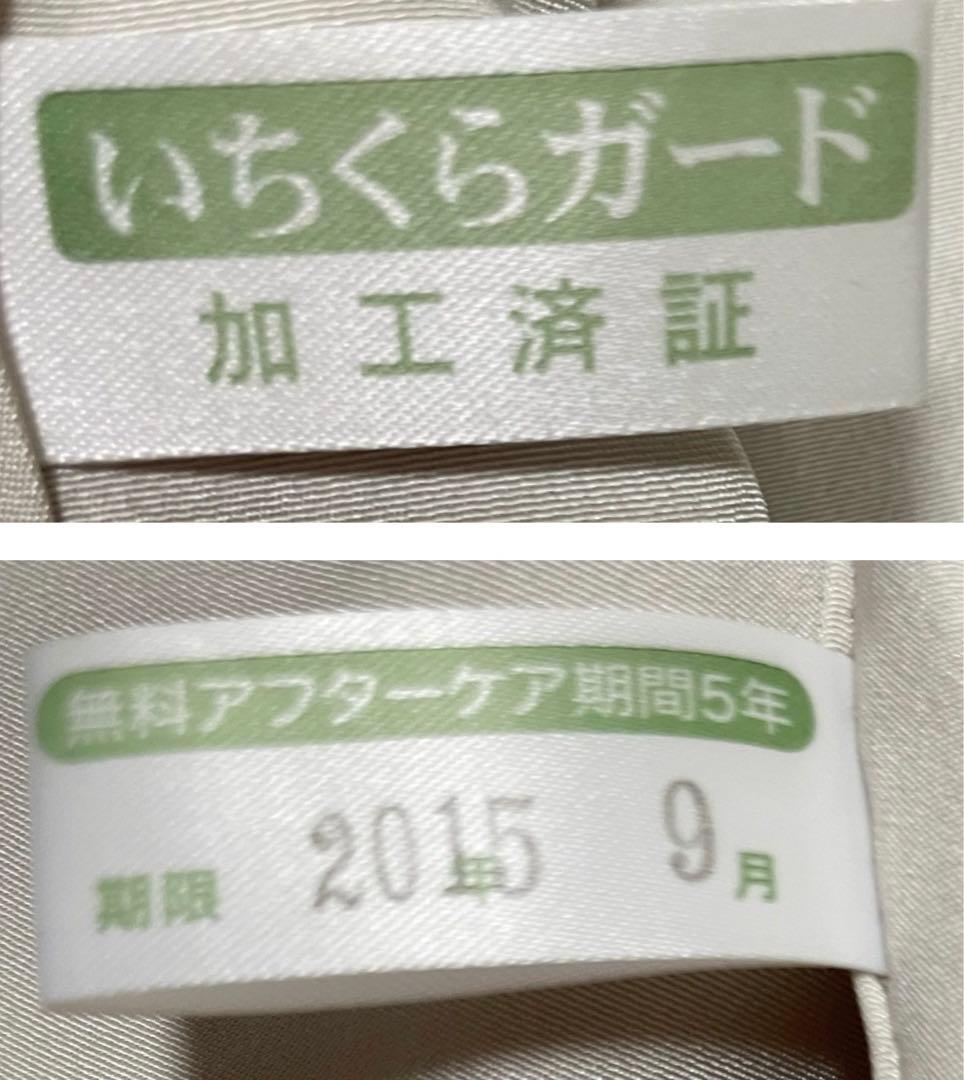 いちくらガード
加工済証
無料アフターケア期間5年
期限 2015年 9月